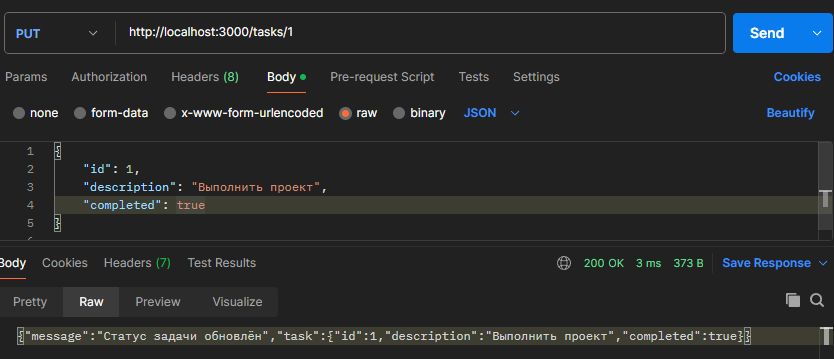 PUT http://localhost:3000/tasks/1 Send
Params Authorization Headers (8) Body Pre-request Script Tests Settings Cookies
none form-data x-www-form-urlencoded raw binary JSON Beautify
1 {
2 "id": 1,
3 "description": "Выполнить проект",
4 "completed": true
5 }
Body Cookies Headers (7) Test Results 200 OK 3 ms 373 B Save Response
Pretty Raw Preview Visualize
{"message":"Статус задачи обновлён","task":{"id":1,"description":"Выполнить проект","completed":true}}